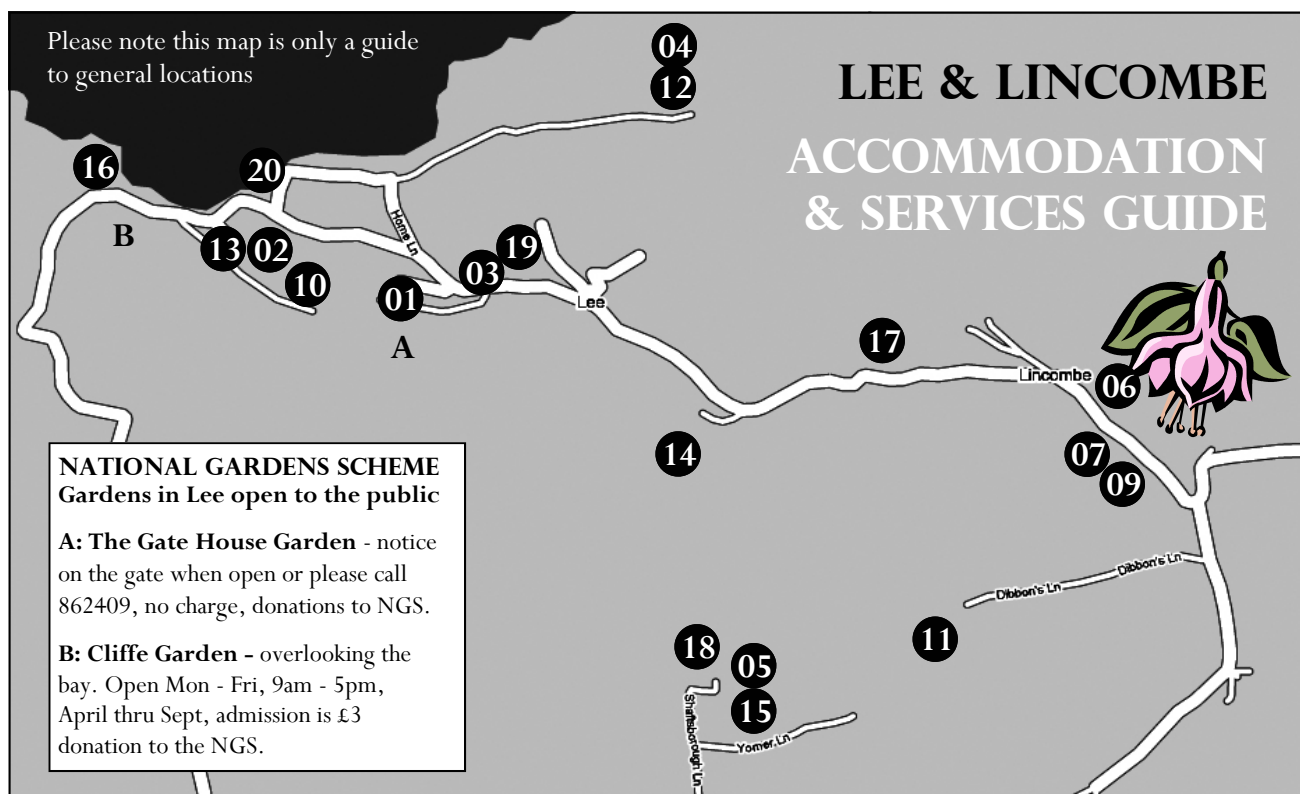 Please note this map is only a guide
to general locations
LEE & LINCOMBE
ACCOMMODATION
& SERVICES GUIDE
04
12
16
20
B
13
02
10
Home Ln
01
03
19
A
Lee
17
Lincombe
06
14
07
09
Dibbon's Ln
Dibbon's Ln
11
18
05
15
Shaftsborough Ln
Yomer Ln
NATIONAL GARDENS SCHEME
Gardens in Lee open to the public
A: The Gate House Garden - notice
on the gate when open or please call
862409, no charge, donations to NGS.
B: Cliffe Garden – overlooking the
bay. Open Mon - Fri, 9am - 5pm,
April thru Sept, admission is £3
donation to the NGS.